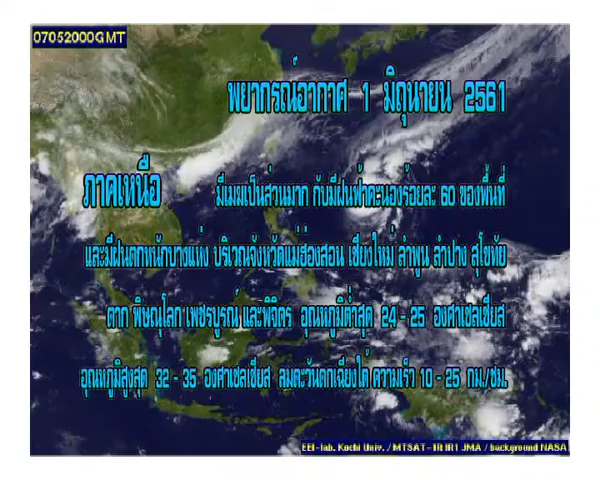 07052000GMT
พยากรณ์อากาศ 1 มิถุนายน 2561
ภาคเหนือ มีเมฆเป็นส่วนมาก กับมีฝนฟ้าคะนองร้อยละ 60 ของพื้นที่
และมีฝนตกหนักบางแห่ง บริเวณจังหวัดแม่ฮ่องสอน เชียงใหม่ ลำพูน ลำปาง สุโขทัย
ตาก พิษณุโลก เพชรบูรณ์ และพิจิตร อุณหภูมิต่ำสุด 24 - 25 องศาเซลเซียส
อุณหภูมิสูงสุด 32 - 35 องศาเซลเซียส ลมตะวันตกเฉียงใต้ ความเร็ว 10 - 25 กม./ชม.
EEI-lab. Kochi Univ. / MTSAT-1R IR1 JMA / background NASA